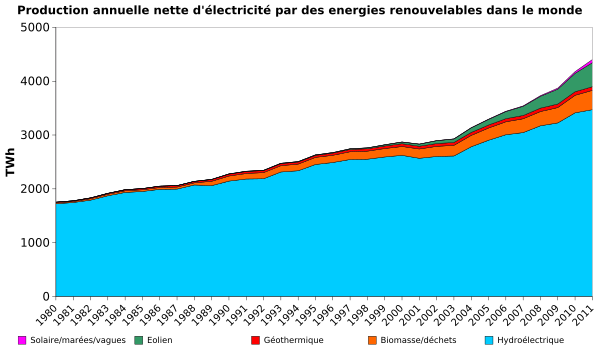 Production annuelle nette d'électricité par des energies renouvelables dans le monde
5000
4000
3000
2000
1000
0
TWh
1980 1981 1982 1983 1984 1985 1986 1987 1988 1989 1990 1991 1992 1993 1994 1995 1996 1997 1998 1999 2000 2001 2002 2003 2004 2005 2006 2007 2008 2009 2010 2011
Solaire/marées/vagues Eolien Géothermique Biomasse/déchets Hydroélectrique